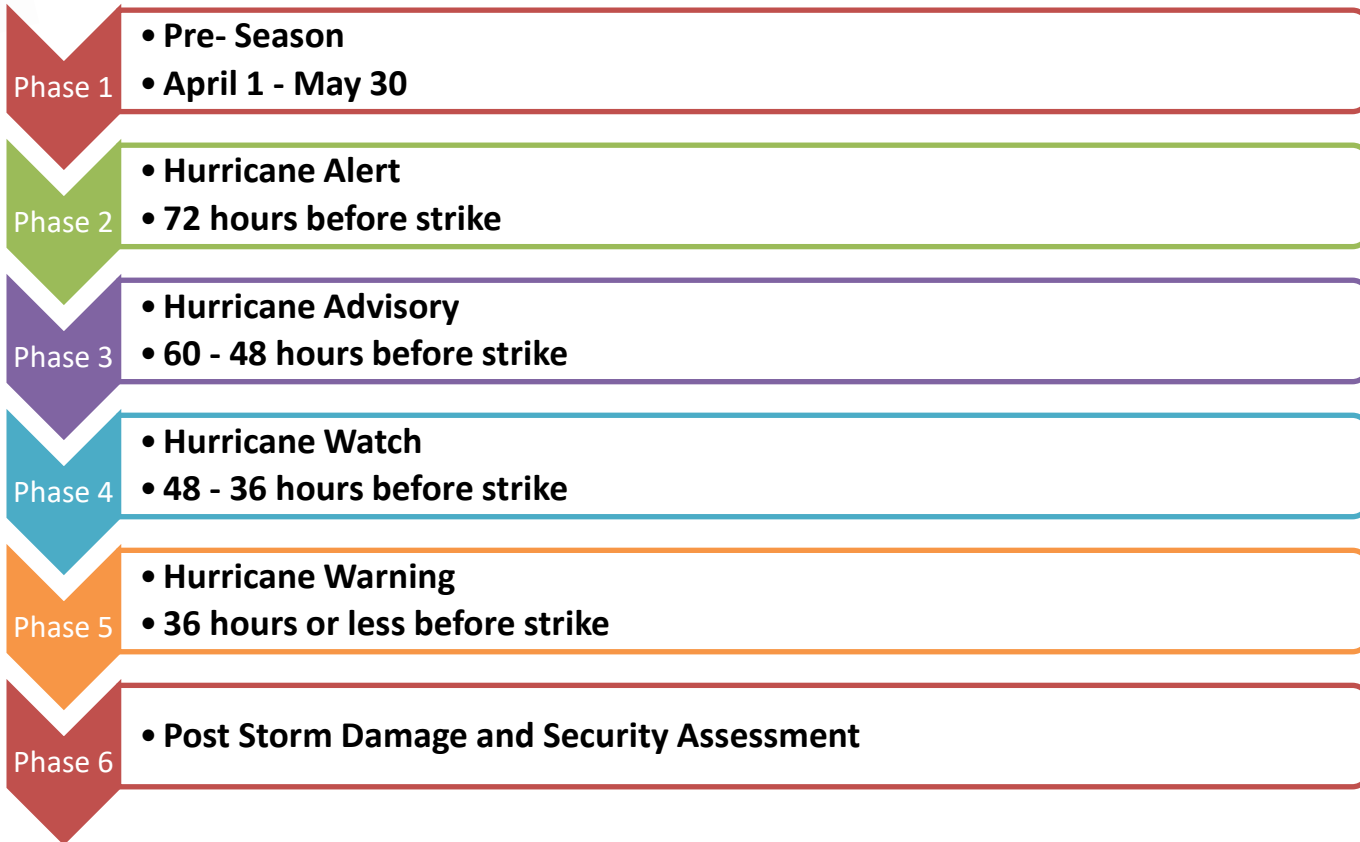 Phase 1
• Pre- Season
• April 1 - May 30
Phase 2
• Hurricane Alert
• 72 hours before strike
Phase 3
• Hurricane Advisory
• 60 - 48 hours before strike
Phase 4
• Hurricane Watch
• 48 - 36 hours before strike
Phase 5
• Hurricane Warning
• 36 hours or less before strike
Phase 6
• Post Storm Damage and Security Assessment